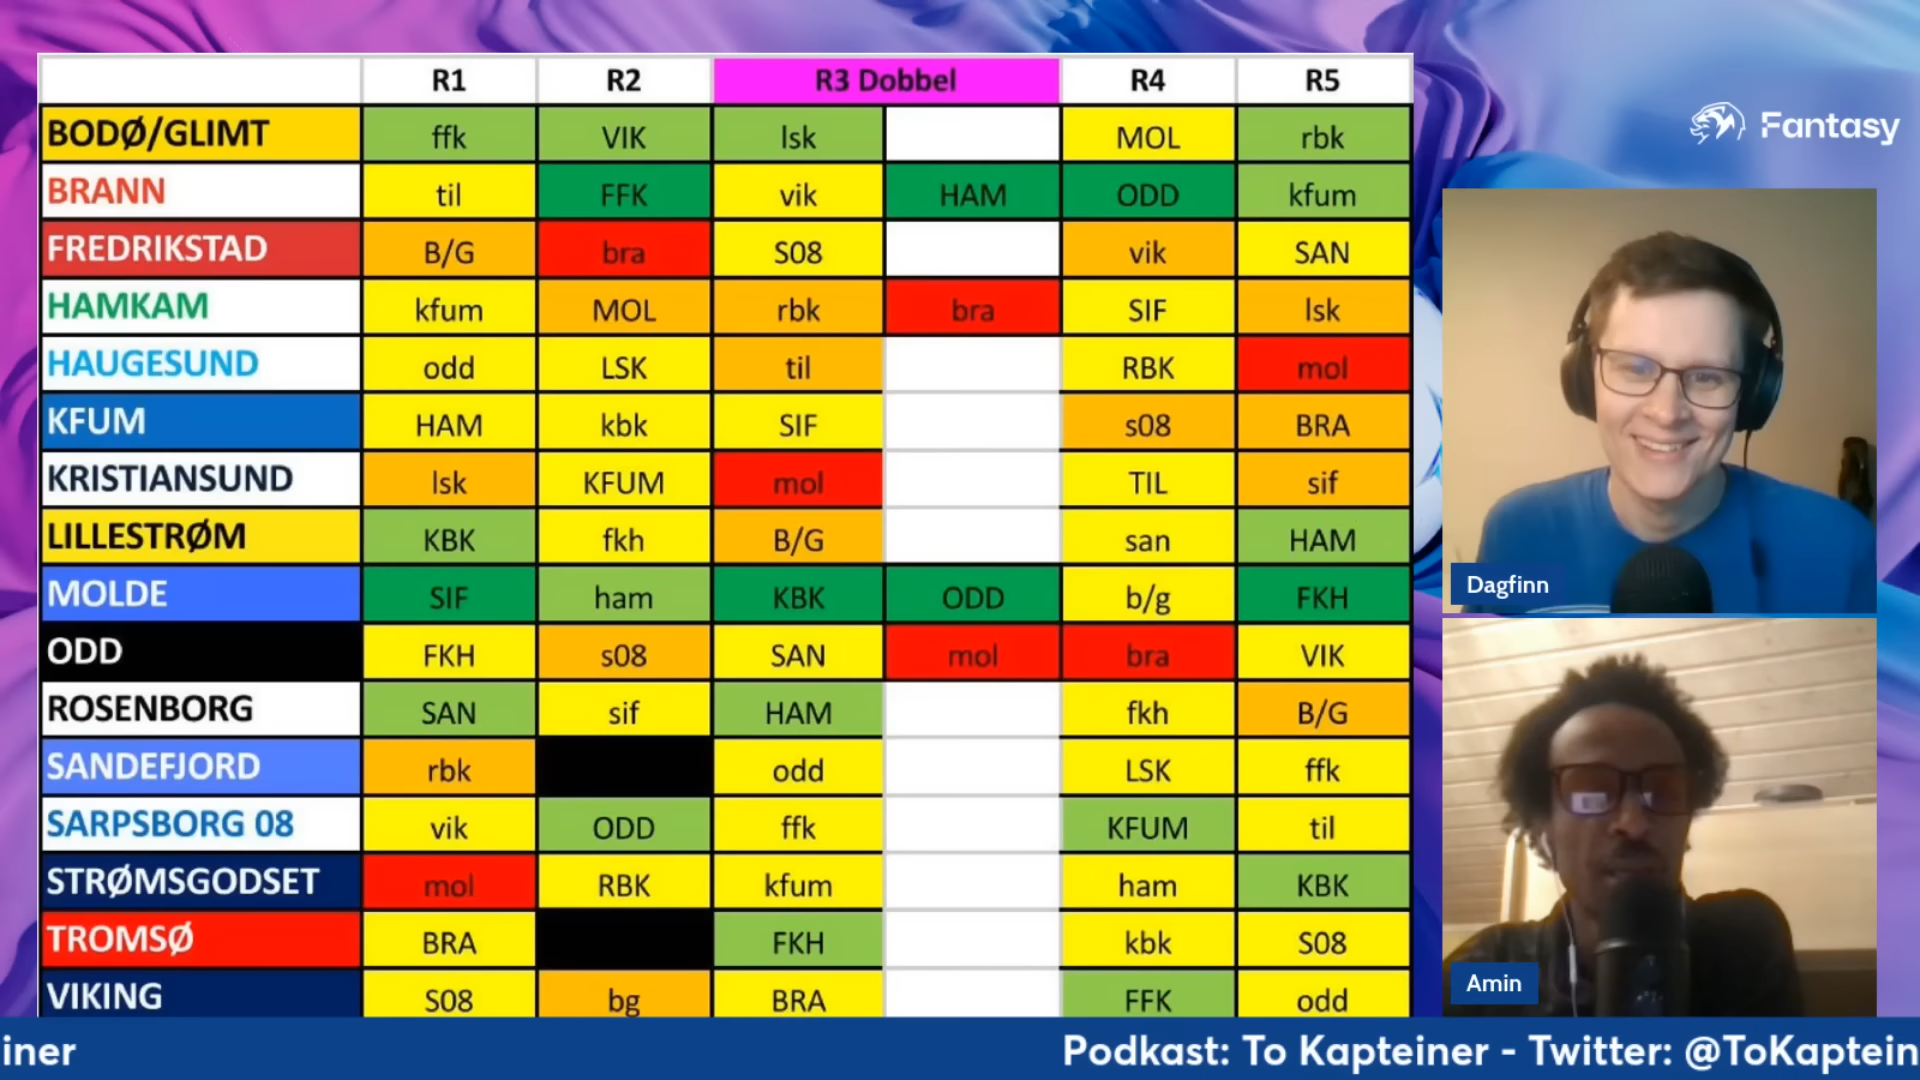 R1 R2 R3 Dobbel R4 R5
BODØ/GLIMT ffk VIK lsk MOL rbk
BRANN til FFK vik HAM ODD kfum
FREDRIKSTAD B/G bra S08 vik SAN
HAMKAM kfum MOL rbk bra SIF lsk
HAUGESUND odd LSK til RBK mol
KFUM HAM kbk SIF s08 BRA
KRISTIANSUND lsk KFUM mol TIL sif
LILLESTRØM KBK fkh B/G san HAM
MOLDE SIF ham KBK ODD b/g FKH
ODD FKH s08 SAN mol bra VIK
ROSENBORG SAN sif HAM fkh B/G
SANDEFJORD rbk odd LSK ffk
SARPSBORG 08 vik ODD ffk KFUM til
STRØMSGODSET mol RBK kfum ham KBK
TROMSØ BRA FKH kbk S08
VIKING S08 bg BRA FFK odd
Fantasy
Dagfinn
Amin
iner Podkast: To Kapteiner - Twitter: @ToKaptein